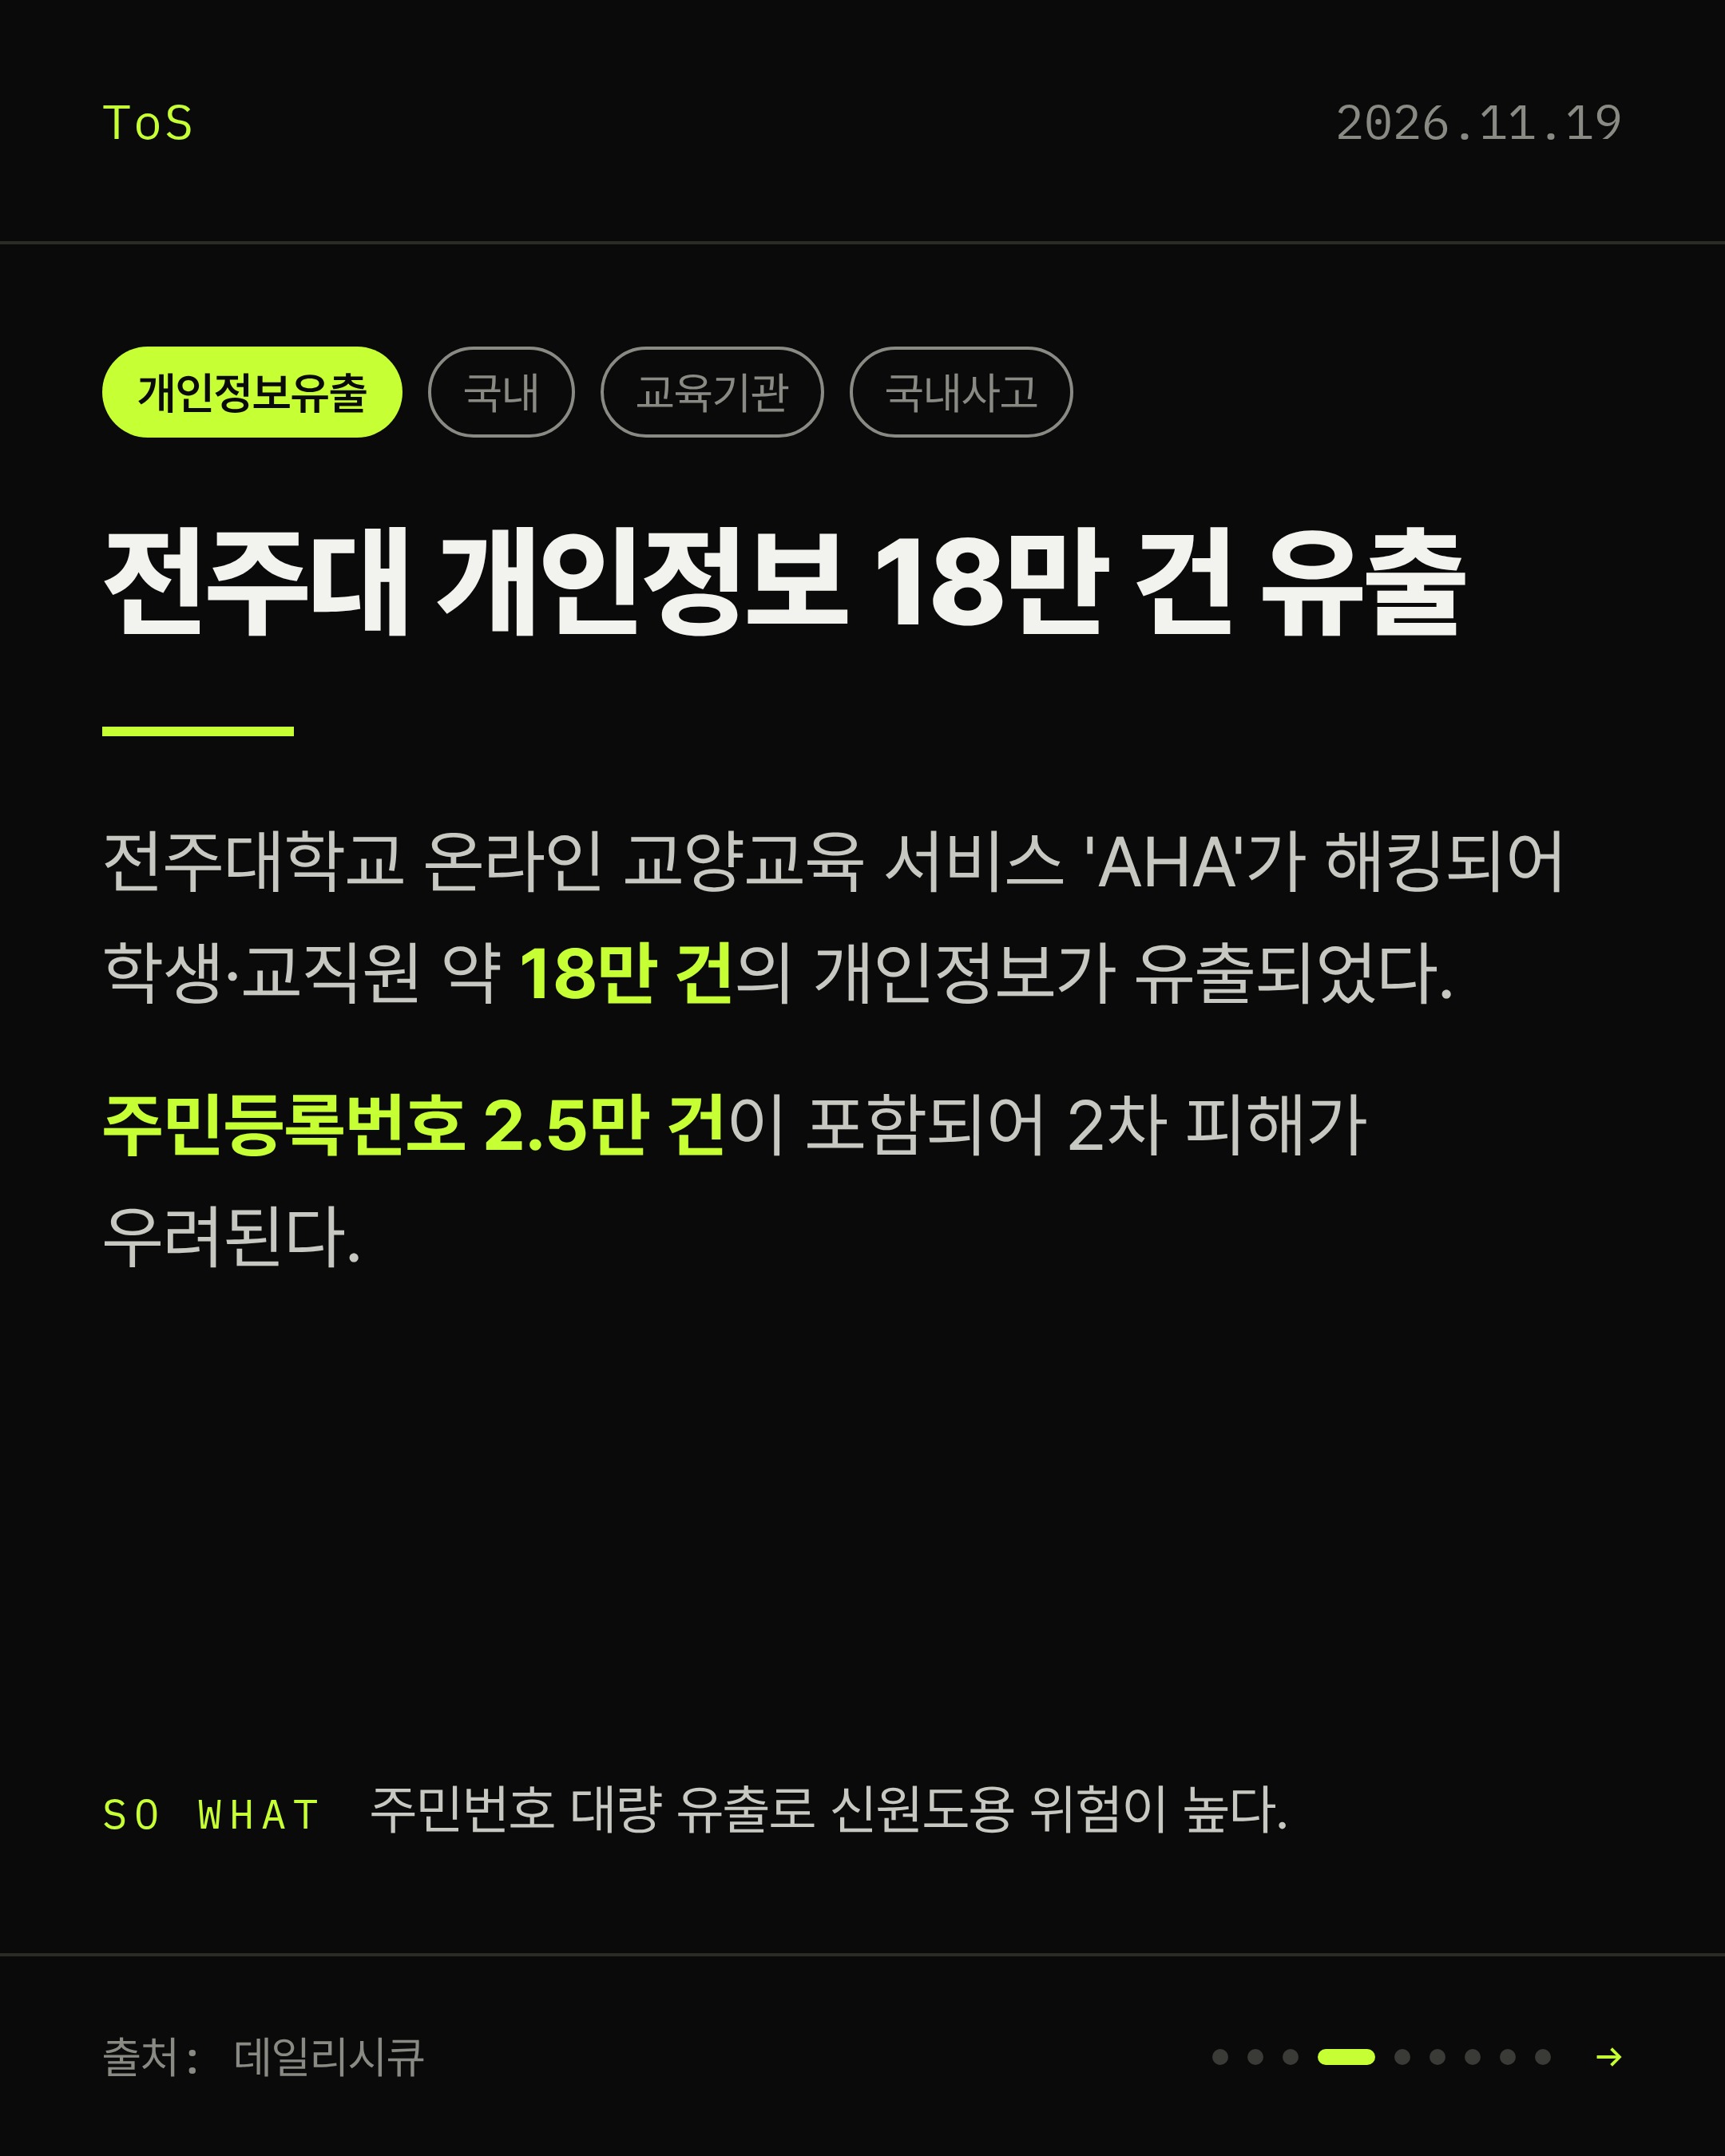 ToS
2026.11.19
개인정보유출
국내
교육기관
국내사고
전주대 개인정보 18만 건 유출
전주대학교 온라인 교양교육 서비스 'AHA'가 해킹되어
학생·교직원 약 18만 건의 개인정보가 유출되었다.
주민등록번호 2.5만 건이 포함되어 2차 피해가
우려된다.
SO WHAT 주민번호 대량 유출로 신원도용 위험이 높다.
출처: 데일리시큐
→